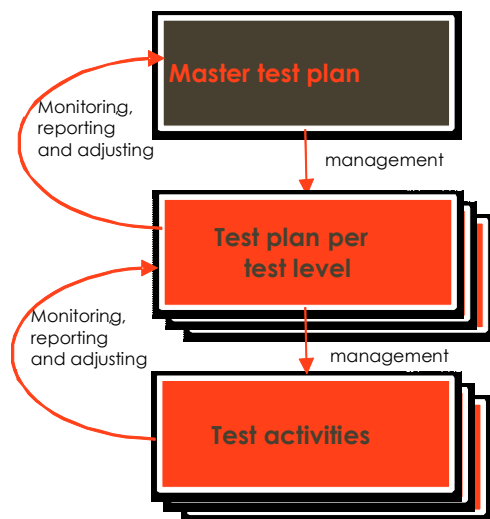 Master test plan
Monitoring,
reporting
and adjusting
management
Test plan per
test level
Monitoring,
reporting
and adjusting
management
Test activities